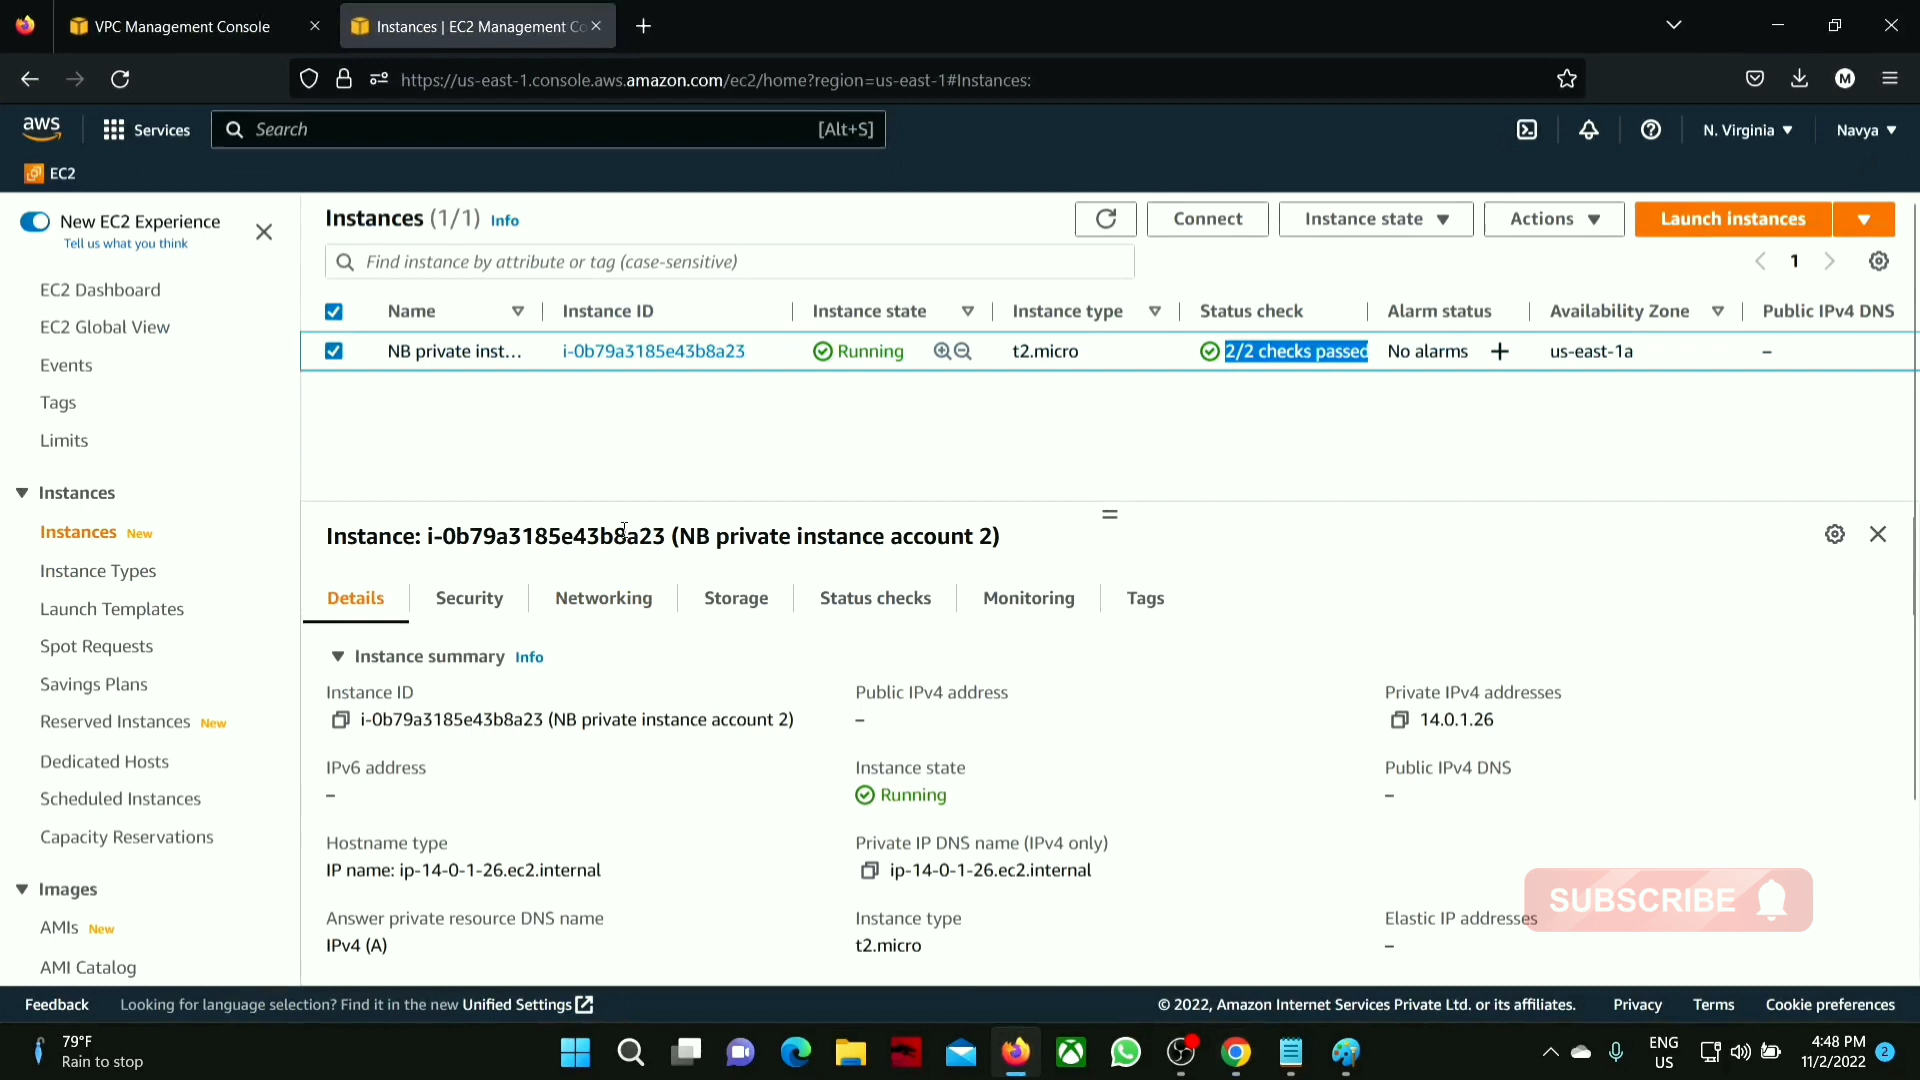 VPC Management Console
Instances | EC2 Management Co
https://us-east-1.console.aws.amazon.com/ec2/home?region=us-east-1#Instances:
M
aws
Services
Search
[Alt+S]
N. Virginia
Navya
EC2
New EC2 Experience
Tell us what you think
EC2 Dashboard
EC2 Global View
Events
Tags
Limits
Instances
Instances New
Instance Types
Launch Templates
Spot Requests
Savings Plans
Reserved Instances New
Dedicated Hosts
Scheduled Instances
Capacity Reservations
Images
AMIs New
AMI Catalog
Instances (1/1) Info
Connect
Instance state
Actions
Launch instances
Find instance by attribute or tag (case-sensitive)
1
Name Instance ID Instance state Instance type Status check Alarm status Availability Zone Public IPv4 DNS
NB private inst... i-0b79a3185e43b8a23 Running t2.micro 2/2 checks passed No alarms + us-east-1a –
Instance: i-0b79a3185e43b8a23 (NB private instance account 2)
Details Security Networking Storage Status checks Monitoring Tags
Instance summary Info
Instance ID
i-0b79a3185e43b8a23 (NB private instance account 2)
Public IPv4 address
–
Private IPv4 addresses
14.0.1.26
IPv6 address
–
Instance state
Running
Public IPv4 DNS
–
Hostname type
IP name: ip-14-0-1-26.ec2.internal
Private IP DNS name (IPv4 only)
ip-14-0-1-26.ec2.internal
Answer private resource DNS name
IPv4 (A)
Instance type
t2.micro
Elastic IP addresses
–
SUBSCRIBE
Feedback
Looking for language selection? Find it in the new Unified Settings
© 2022, Amazon Internet Services Private Ltd. or its affiliates.
Privacy
Terms
Cookie preferences
79°F
Rain to stop
ENG
US
4:48 PM
11/2/2022
2